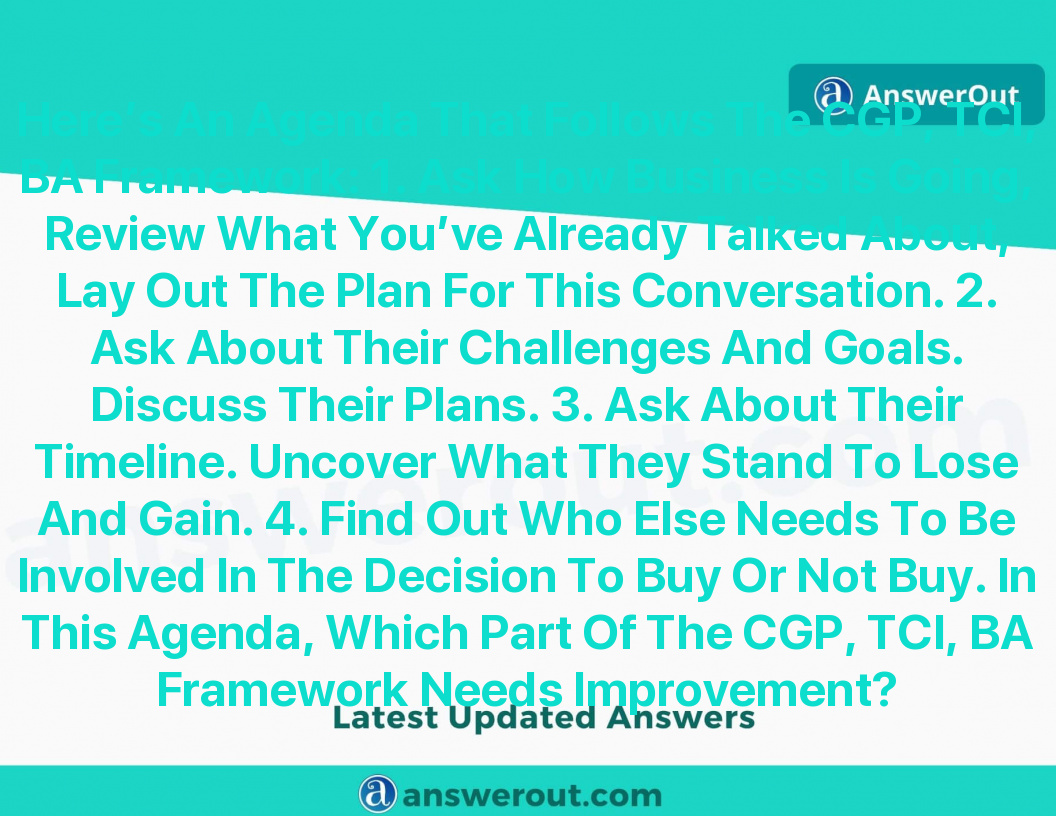 AnswerOut
Here's An Agenda That Follows The CGP, TCI,
BA Framework: 1. Ask How Business Is Going,
Review What You’ve Already Talked About,
Lay Out The Plan For This Conversation. 2.
Ask About Their Challenges And Goals.
Discuss Their Plans. 3. Ask About Their
Timeline. Uncover What They Stand To Lose
And Gain. 4. Find Out Who Else Needs To Be
Involved In The Decision To Buy Or Not Buy. In
This Agenda, Which Part Of The CGP, TCI, BA
Framework Needs Improvement?
Latest Updated Answers
answerout.com
answerout.com